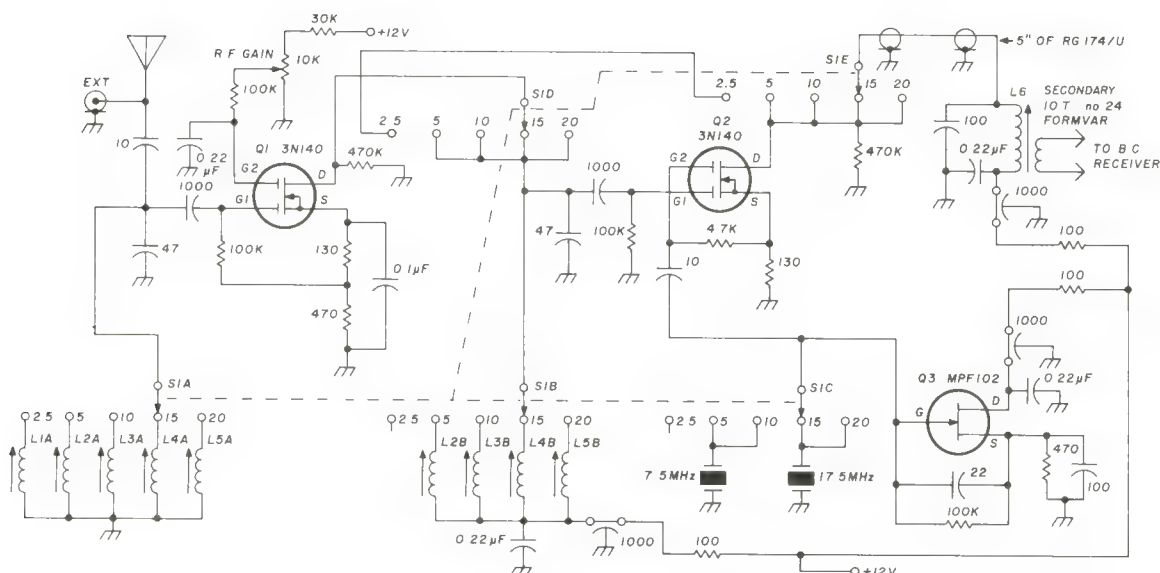 EXT
10
47
1000
0.22 µF
100K
RF GAIN
30K
+12V
10K
G2
Q1 3N140
D
G1
S
470K
100K
130
0.1µF
470
S1D
2.5
5
10
15
20
47
1000
100K
Q2
3N140
G2
D
G1
S
4.7K
10
130
S1E
2.5
5
10
15
20
470K
5" OF RG174/U
L6
SECONDARY
10 T no 24
FORMVAR
TO BC
RECEIVER
100
0.22µF
1000
100
100
1000
0.22µF
Q3 MPF102
G
D
S
22
100K
470
100
S1A
2.5
5
10
15
20
L1A
L2A
L3A
L4A
L5A
S1B
2.5
5
10
15
20
L2B
L3B
L4B
L5B
0.22µF
1000
100
+12V
S1C
2.5
5
10
15
20
7.5MHz
17.5MHz